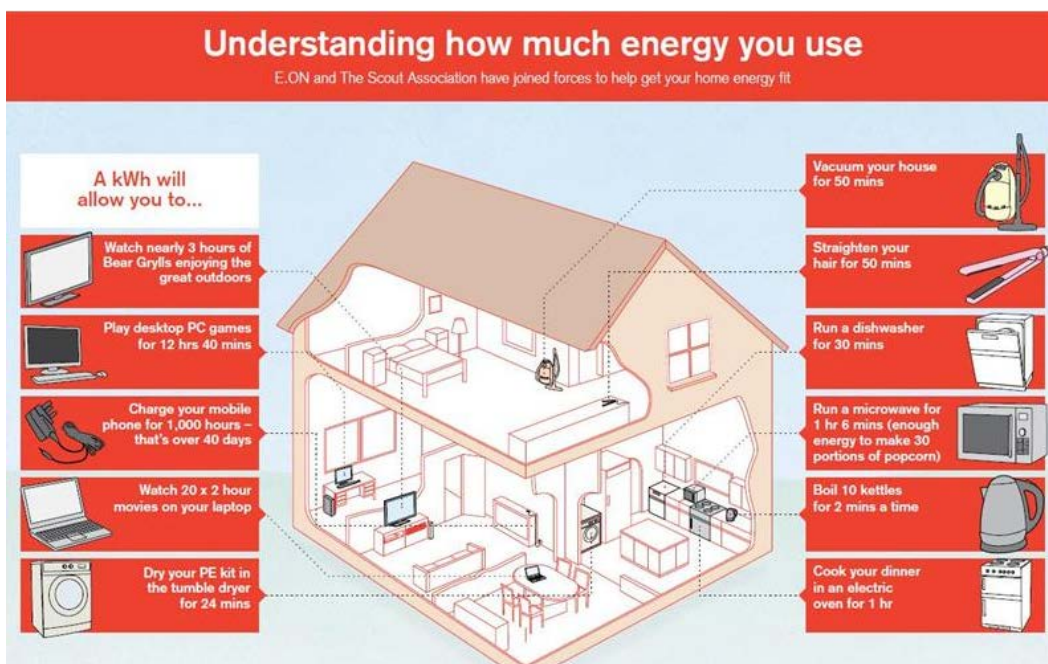 Understanding how much energy you use
E.ON and The Scout Association have joined forces to help get your home energy fit
A kWh will
allow you to...
Watch nearly 3 hours of
Bear Grylls enjoying the
great outdoors
Play desktop PC games
for 12 hrs 40 mins
Charge your mobile
phone for 1,000 hours –
that's over 40 days
Watch 20 x 2 hour
movies on your laptop
Dry your PE kit in
the tumble dryer
for 24 mins
Vacuum your house
for 50 mins
Straighten your
hair for 50 mins
Run a dishwasher
for 30 mins
Run a microwave for
1 hr 6 mins (enough
energy to make 30
portions of popcorn)
Boil 10 kettles
for 2 mins a time
Cook your dinner
in an electric
oven for 1 hr